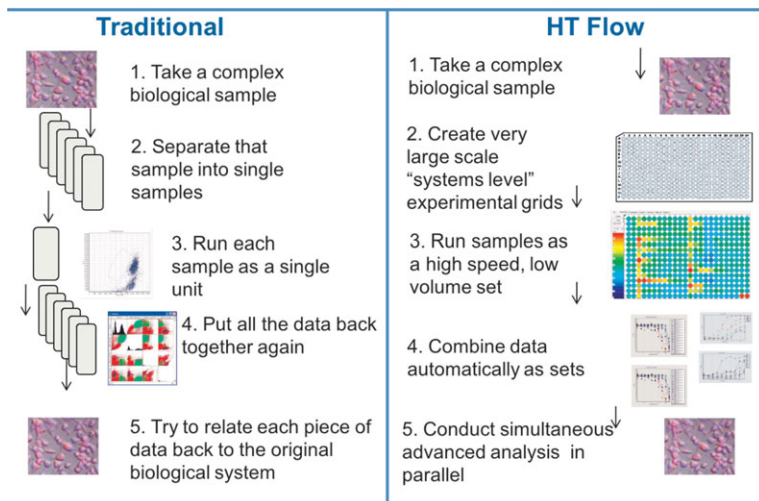 Traditional
1. Take a complex
biological sample
2. Separate that
sample into single
samples
3. Run each
sample as a single
unit
4. Put all the data back
together again
5. Try to relate each piece of
data back to the original
biological system
HT Flow
1. Take a complex
biological sample
2. Create very
large scale
“systems level”
experimental grids
3. Run samples as
a high speed, low
volume set
4. Combine data
automatically as sets
5. Conduct simultaneous
advanced analysis in
parallel